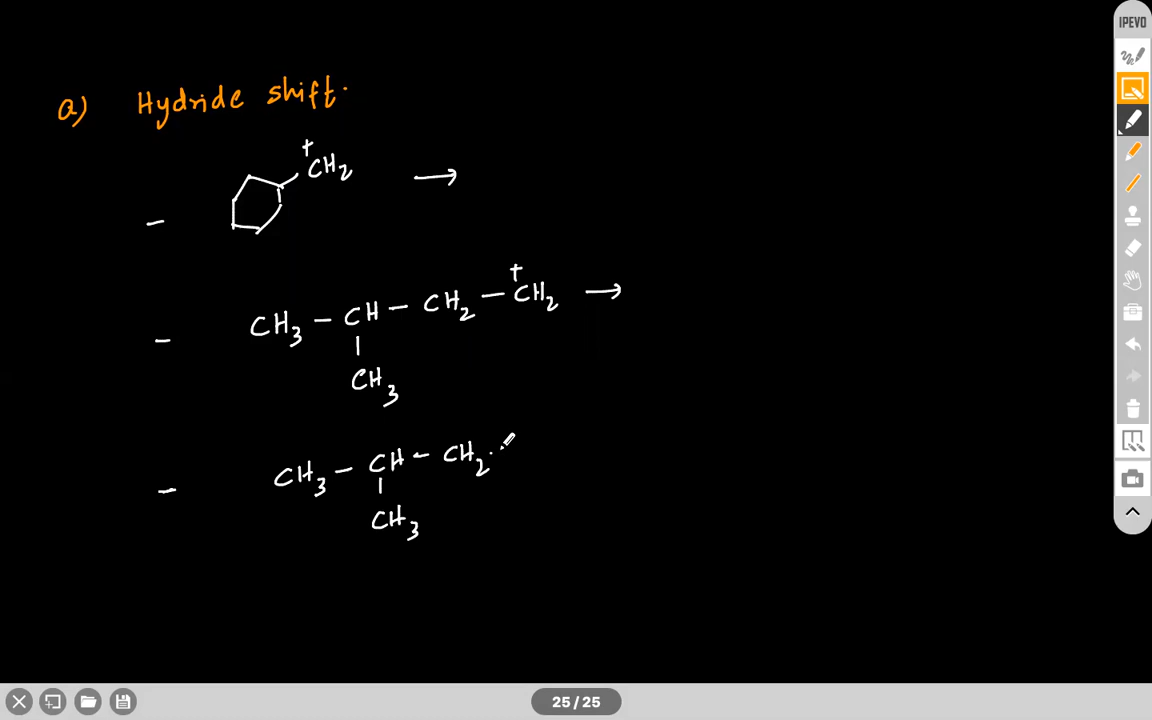 IPEVO
a) Hydride shift.
+
CH2 →
-
+
- CH3 - CH - CH2 - CH2 →
|
CH3
- CH3 - CH - CH2 .
|
CH3
25 / 25